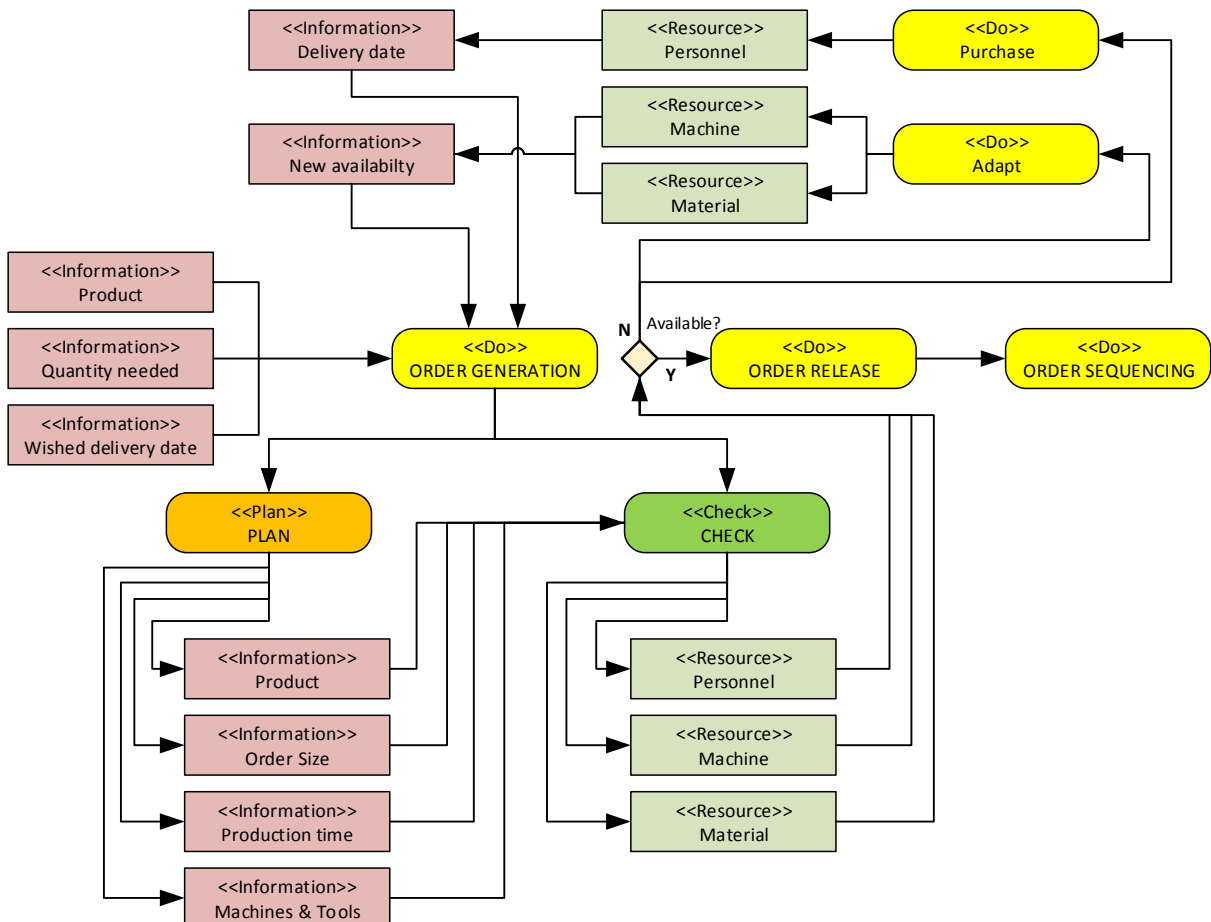 <<Information>>
Delivery date
<<Resource>>
Personnel
<<Do>>
Purchase
<<Resource>>
Machine
<<Information>>
New availabilty
<<Do>>
Adapt
<<Resource>>
Material
<<Information>>
Product
<<Information>>
Quantity needed
<<Information>>
Wished delivery date
<<Do>>
ORDER GENERATION
N
Available?
Y
<<Do>>
ORDER RELEASE
<<Do>>
ORDER SEQUENCING
<<Plan>>
PLAN
<<Check>>
CHECK
<<Information>>
Product
<<Information>>
Order Size
<<Information>>
Production time
<<Information>>
Machines & Tools
<<Resource>>
Personnel
<<Resource>>
Machine
<<Resource>>
Material